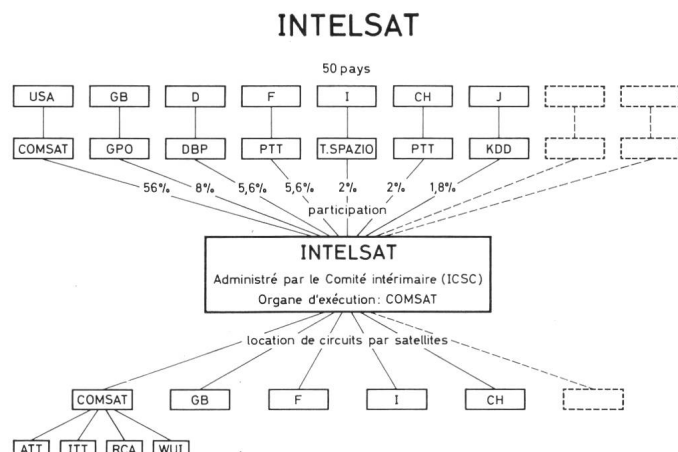 INTELSAT
50 pays
USA GB D F I CH J
COMSAT GPO DBP PTT T.SPAZIO PTT KDD
56% 8% 5,6% 5,6% 2% 2% 1,8%
participation
INTELSAT
Administré par le Comité intérimaire (ICSC)
Organe d'exécution: COMSAT
location de circuits par satellites
COMSAT GB F I CH
ATT ITT RCA WUI